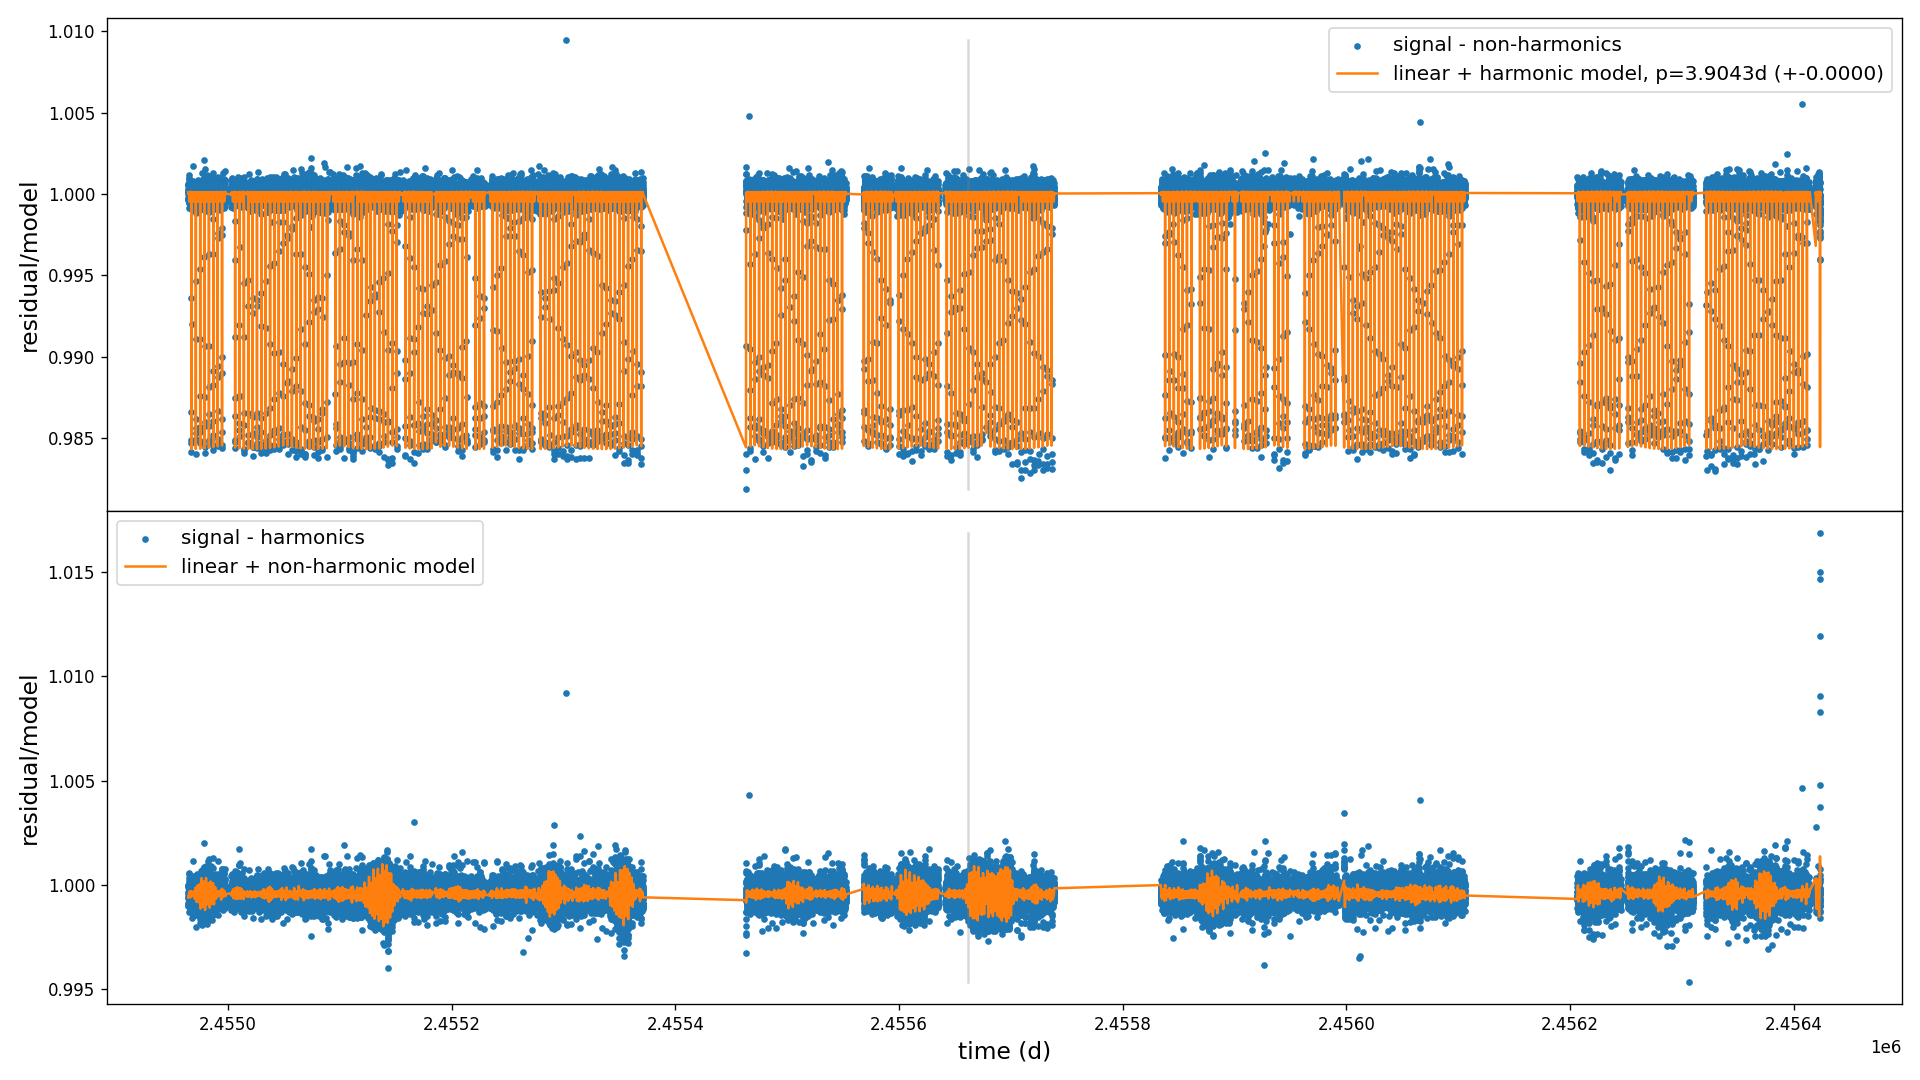 1.010
1.005
1.000
0.995
0.990
0.985
residual/model
signal - non-harmonics
linear + harmonic model, p=3.9043d (+-0.0000)
1.015
1.010
1.005
1.000
0.995
residual/model
signal - harmonics
linear + non-harmonic model
2.4550
2.4552
2.4554
2.4556
2.4558
2.4560
2.4562
2.4564
1e6
time (d)